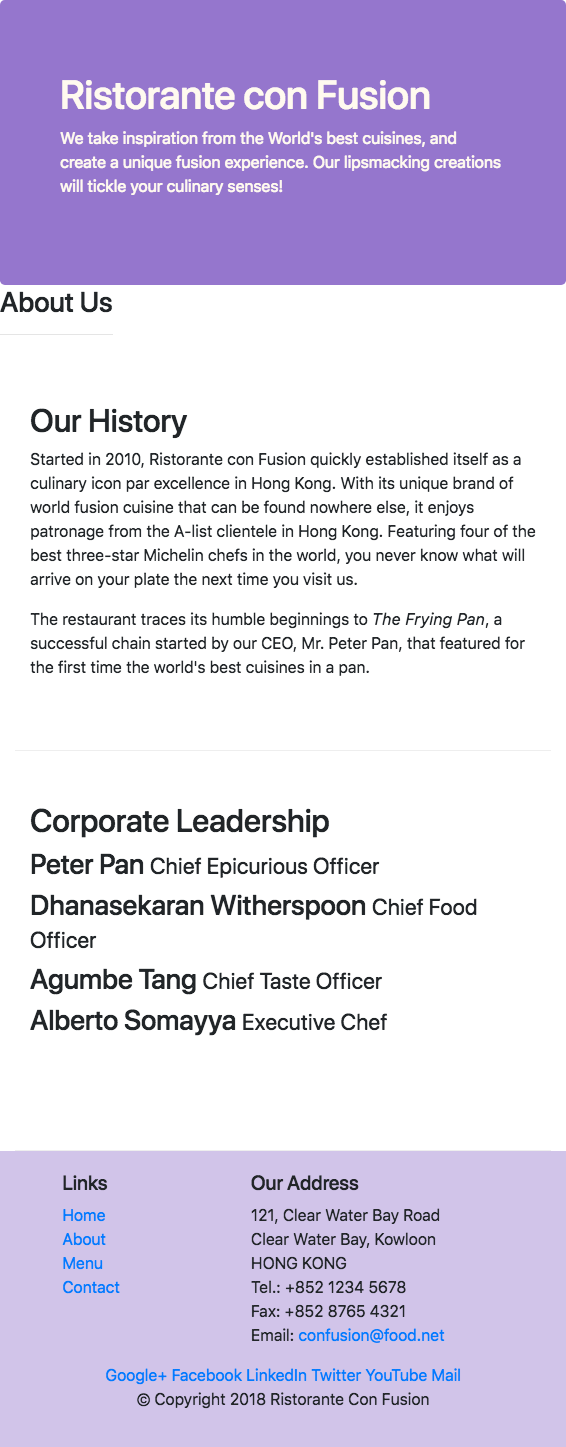 Ristorante con Fusion
We take inspiration from the World's best cuisines, and
create a unique fusion experience. Our lipsmacking creations
will tickle your culinary senses!
About Us
Our History
Started in 2010, Ristorante con Fusion quickly established itself as a
culinary icon par excellence in Hong Kong. With its unique brand of
world fusion cuisine that can be found nowhere else, it enjoys
patronage from the A-list clientele in Hong Kong. Featuring four of the
best three-star Michelin chefs in the world, you never know what will
arrive on your plate the next time you visit us.
The restaurant traces its humble beginnings to The Frying Pan, a
successful chain started by our CEO, Mr. Peter Pan, that featured for
the first time the world's best cuisines in a pan.
Corporate Leadership
Peter Pan Chief Epicurious Officer
Dhanasekaran Witherspoon Chief Food
Officer
Agumbe Tang Chief Taste Officer
Alberto Somayya Executive Chef
Links
Home
About
Menu
Contact
Our Address
121, Clear Water Bay Road
Clear Water Bay, Kowloon
HONG KONG
Tel.: +852 1234 5678
Fax: +852 8765 4321
Email: confusion@food.net
Google+ Facebook LinkedIn Twitter YouTube Mail
© Copyright 2018 Ristorante Con Fusion